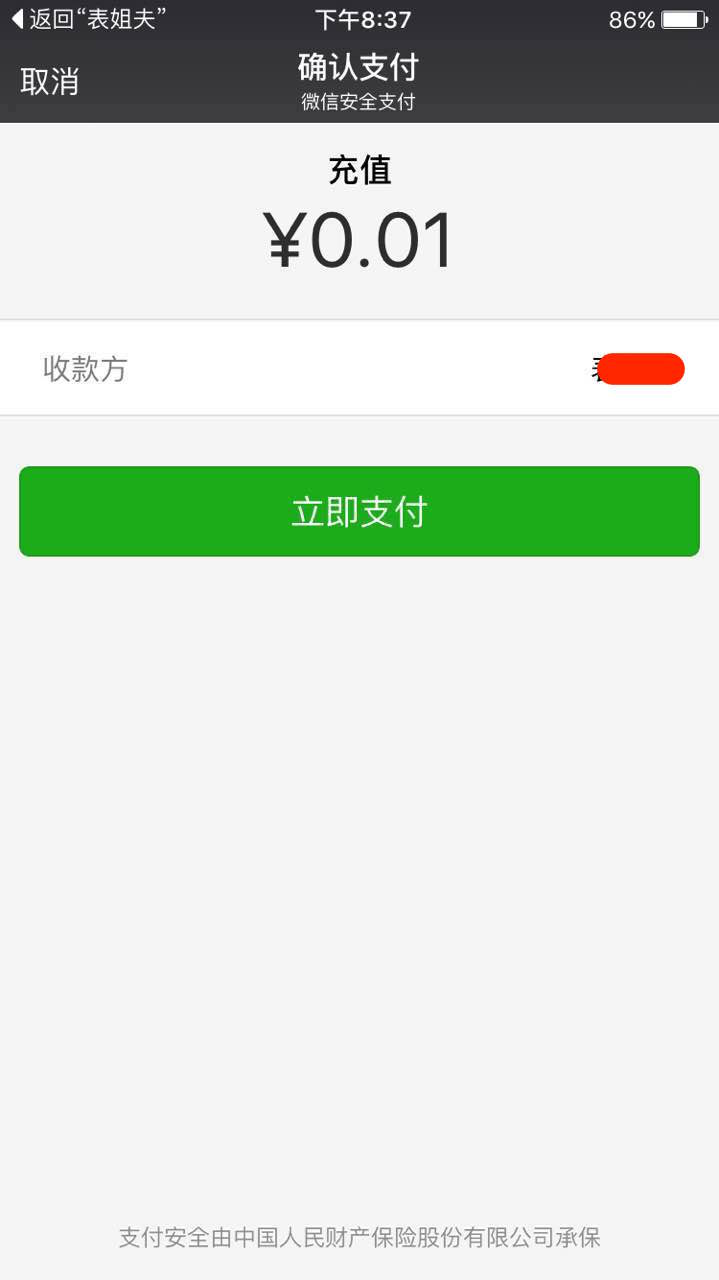 返回“表姐夫”
下午8:37
86%
取消
确认支付
微信安全支付
充值
¥0.01
收款方
立即支付
支付安全由中国人民财产保险股份有限公司承保